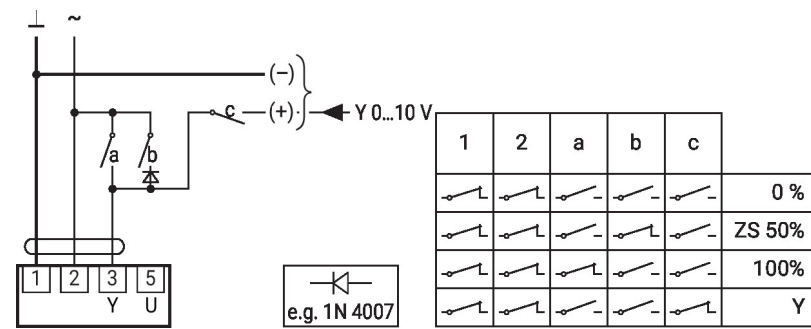 ⊥ ~
(–)
c (+) Y 0...10 V
a b
1 2 3 5
Y U
e.g. 1N 4007
1 2 a b c
0 %
ZS 50%
100%
Y